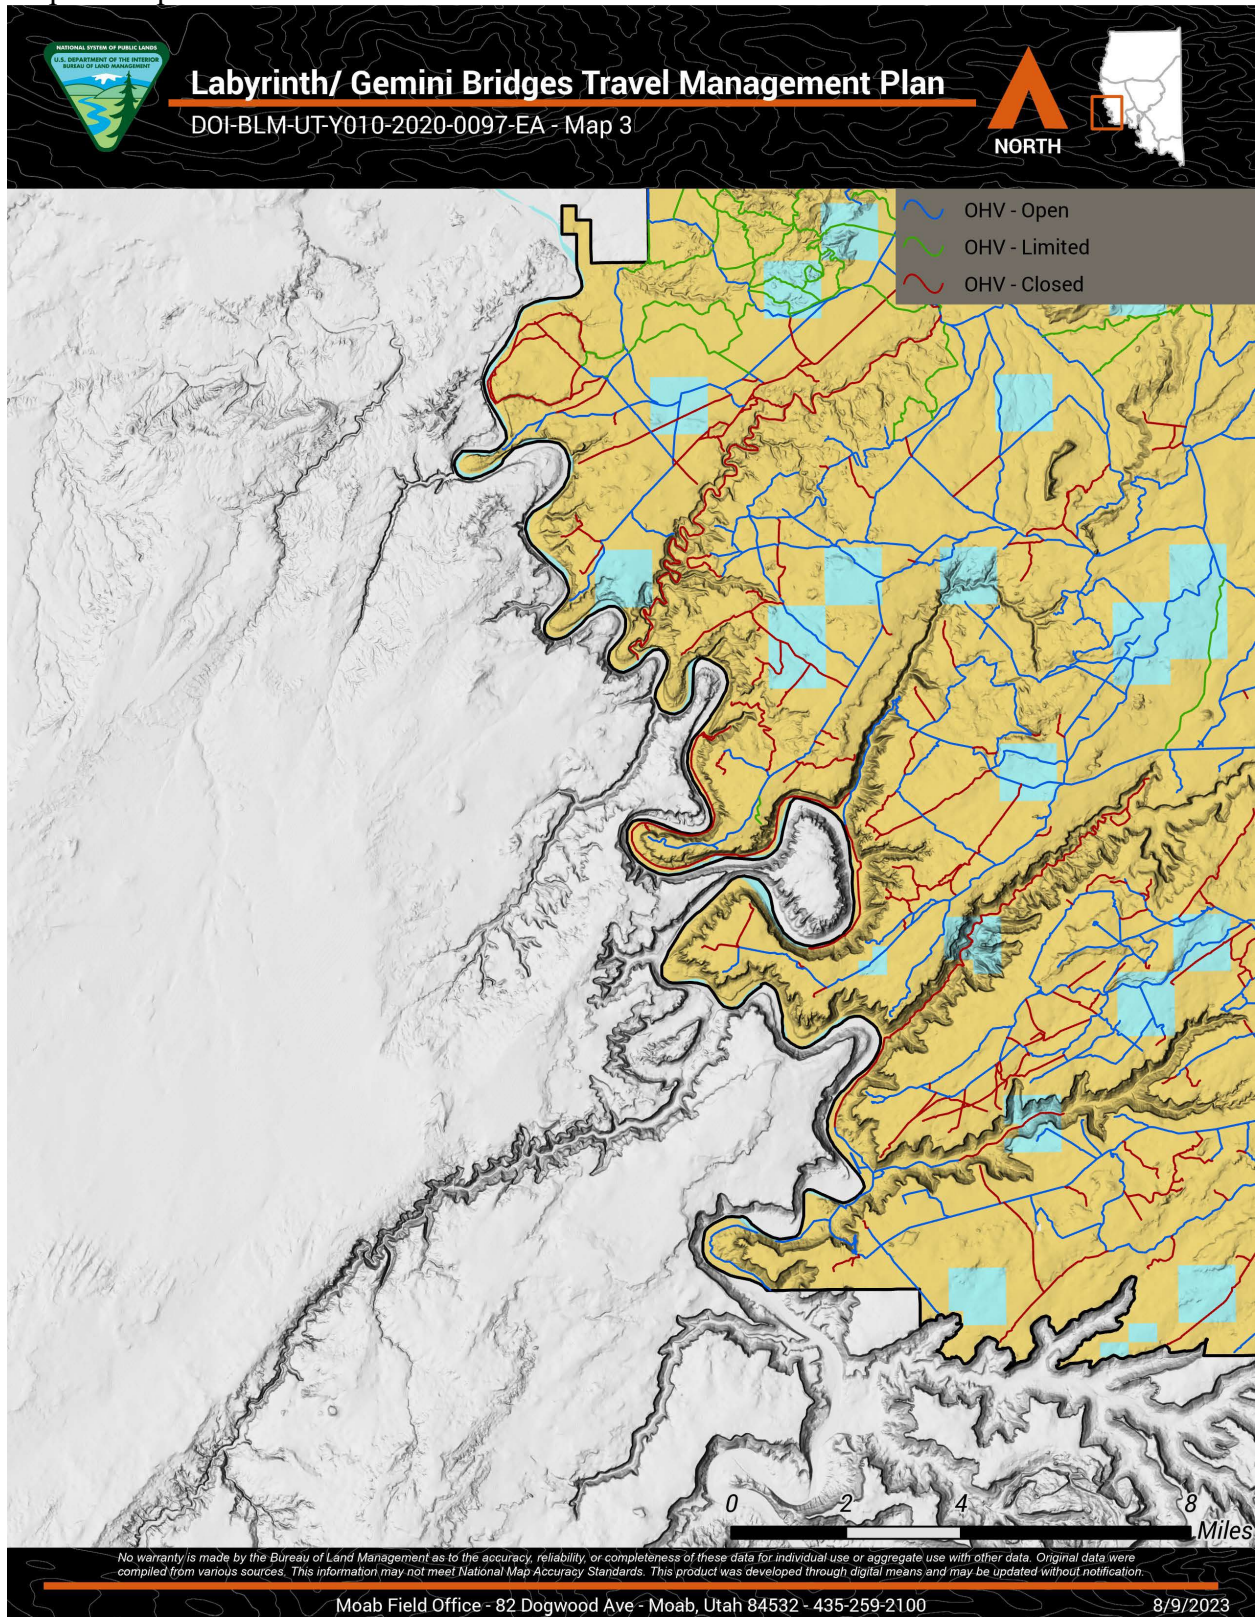 NATIONAL SYSTEM OF PUBLIC LANDS
U.S. DEPARTMENT OF THE INTERIOR
BUREAU OF LAND MANAGEMENT
Labyrinth/ Gemini Bridges Travel Management Plan
DOI-BLM-UT-Y010-2020-0097-EA - Map 3
NORTH
OHV - Open
OHV - Limited
OHV - Closed
0 2 4 8
Miles
No warranty is made by the Bureau of Land Management as to the accuracy, reliability, or completeness of these data for individual use or aggregate use with other data. Original data were
compiled from various sources. This information may not meet National Map Accuracy Standards. This product was developed through digital means and may be updated without notification.
Moab Field Office - 82 Dogwood Ave - Moab, Utah 84532 - 435-259-2100
8/9/2023